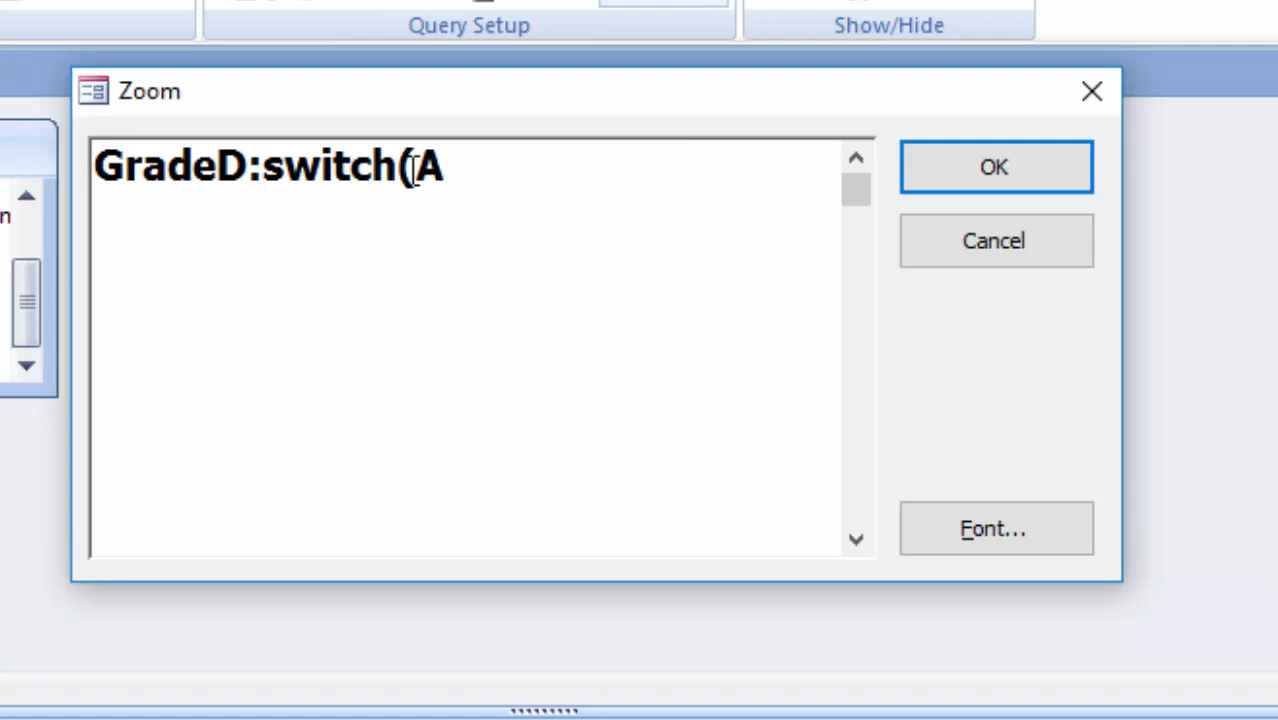 Query Setup
Show/Hide
Zoom
GradeD:switch(A
OK
n
Cancel
Font...